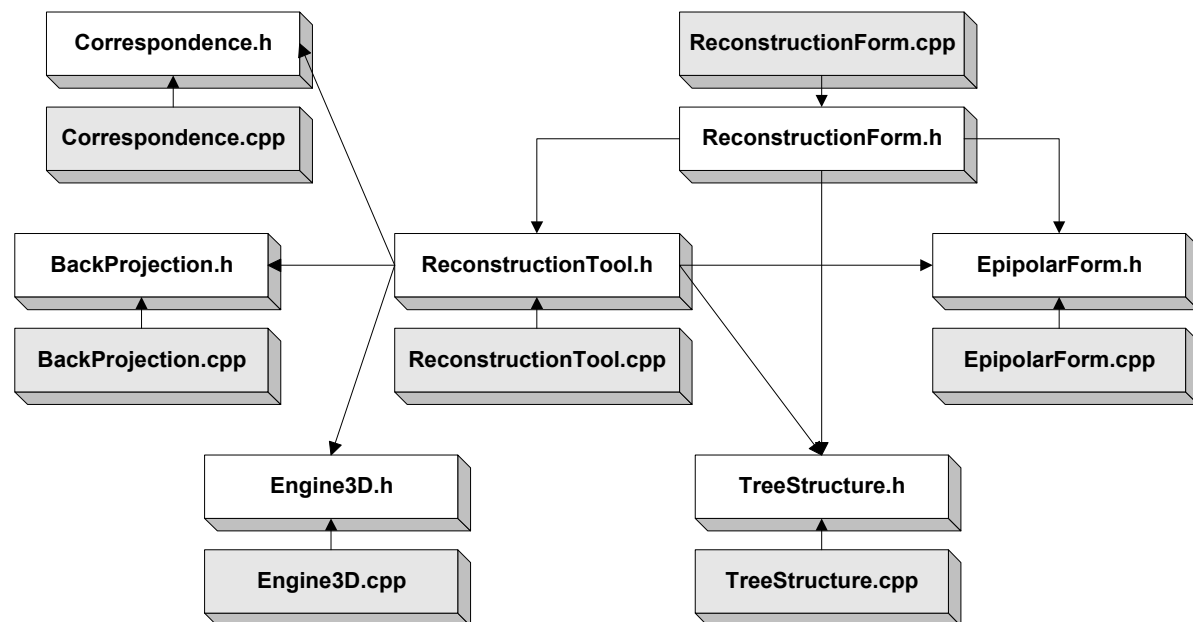 Correspondence.h
ReconstructionForm.cpp
Correspondence.cpp
ReconstructionForm.h
BackProjection.h
ReconstructionTool.h
EpipolarForm.h
BackProjection.cpp
ReconstructionTool.cpp
EpipolarForm.cpp
Engine3D.h
TreeStructure.h
Engine3D.cpp
TreeStructure.cpp